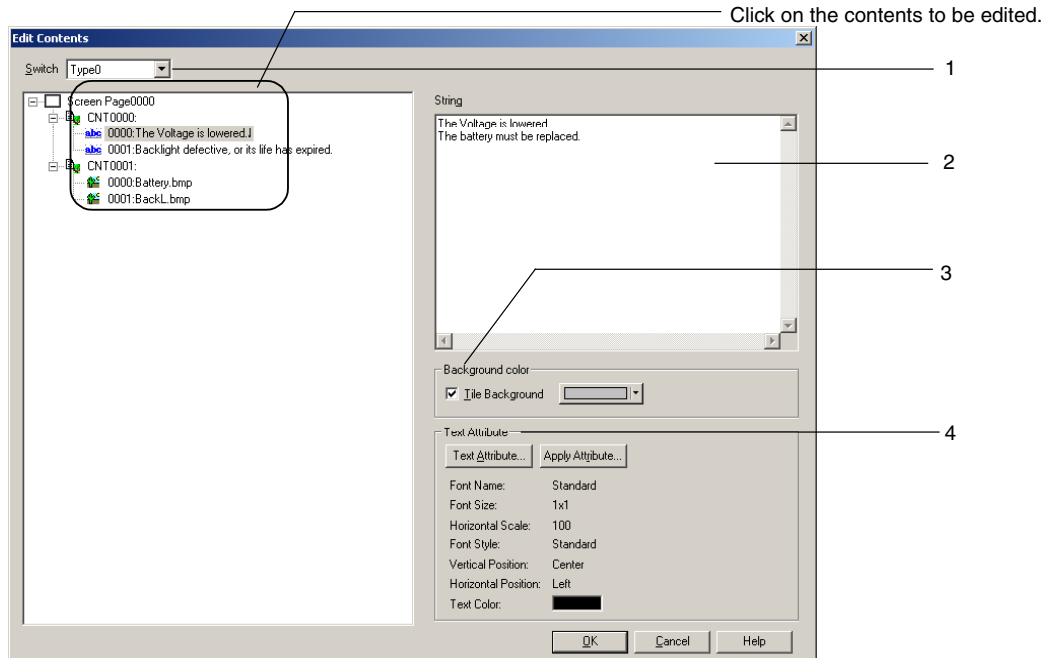 Click on the contents to be edited.
Edit Contents
Switch Type0
1
Screen Page0000
String
CNT0000:
The Voltage is lowered.
0000:The Voltage is lowered.↓
The battery must be replaced.
0001:Backlight defective, or its life has expired.
2
CNT0001:
0000:Battery.bmp
0001:BackL.bmp
3
Background color
Tile Background
Text Attribute
4
Text Attribute... Apply Attribute...
Font Name: Standard
Font Size: 1x1
Horizontal Scale: 100
Font Style: Standard
Vertical Position: Center
Horizontal Position: Left
Text Color:
OK Cancel Help